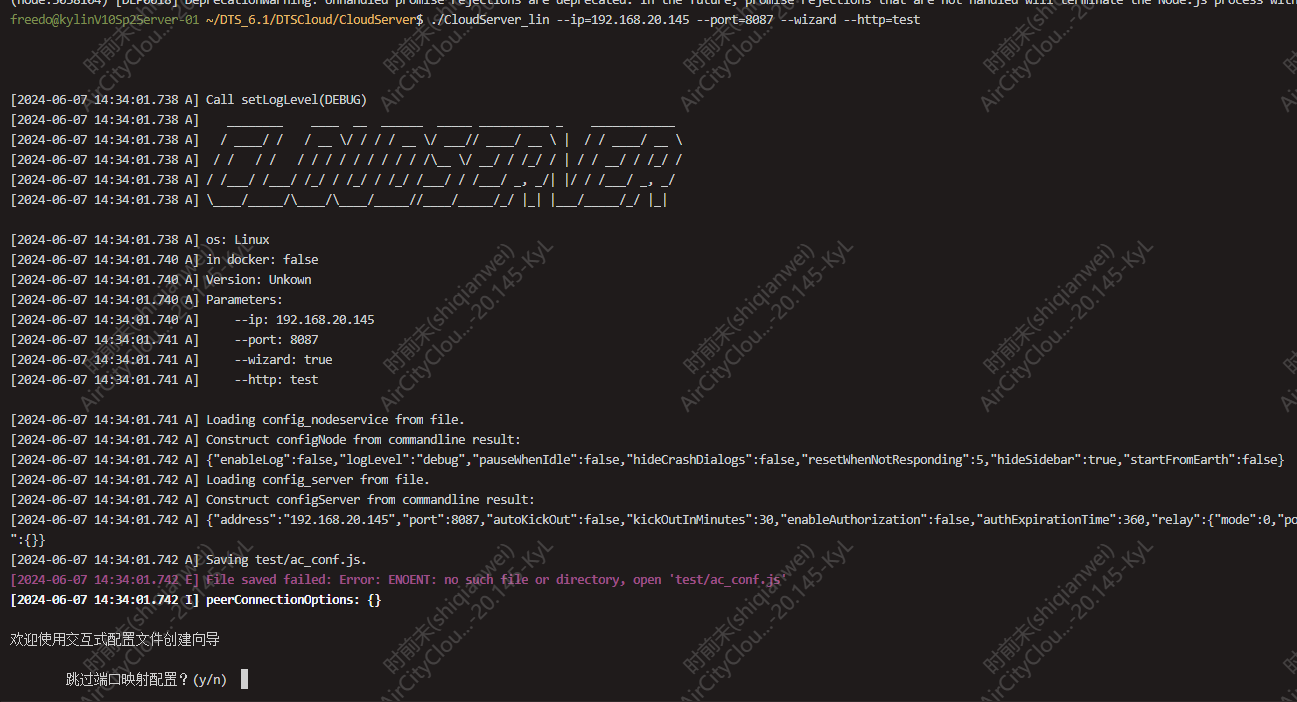 (node:3058164) [DEP0018] DeprecationWarning: Unhandled promise rejections are deprecated. In the future, promise rejections that are not handled will terminate the Node.js process with
freedo@kylinV10Sp2Server-01 ~/DTS_6.1/DTSCloud/CloudServer$ ./CloudServer_lin --ip=192.168.20.145 --port=8087 --wizard --http=test
[2024-06-07 14:34:01.738 A] Call setLogLevel(DEBUG)
[2024-06-07 14:34:01.738 A]
[2024-06-07 14:34:01.738 A]
[2024-06-07 14:34:01.738 A]
[2024-06-07 14:34:01.738 A]
[2024-06-07 14:34:01.738 A]
CLOUDSERVER
[2024-06-07 14:34:01.738 A] os: Linux
[2024-06-07 14:34:01.740 A] in docker: false
[2024-06-07 14:34:01.740 A] Version: Unkown
[2024-06-07 14:34:01.740 A] Parameters:
[2024-06-07 14:34:01.740 A] --ip: 192.168.20.145
[2024-06-07 14:34:01.741 A] --port: 8087
[2024-06-07 14:34:01.741 A] --wizard: true
[2024-06-07 14:34:01.741 A] --http: test
[2024-06-07 14:34:01.741 A] Loading config_nodeservice from file.
[2024-06-07 14:34:01.742 A] Construct configNode from commandline result:
[2024-06-07 14:34:01.742 A] {"enableLog":false,"logLevel":"debug","pauseWhenIdle":false,"hideCrashDialogs":false,"resetWhenNotResponding":5,"hideSidebar":true,"startFromEarth":false}
[2024-06-07 14:34:01.742 A] Loading config_server from file.
[2024-06-07 14:34:01.742 A] Construct configServer from commandline result:
[2024-06-07 14:34:01.742 A] {"address":"192.168.20.145","port":8087,"autoKickOut":false,"kickOutInMinutes":30,"enableAuthorization":false,"authExpirationTime":360,"relay":{"mode":0,"po
":{}}
[2024-06-07 14:34:01.742 A] Saving test/ac_conf.js.
[2024-06-07 14:34:01.742 E] File saved failed: Error: ENOENT: no such file or directory, open 'test/ac_conf.js'
[2024-06-07 14:34:01.742 I] peerConnectionOptions: {}
欢迎使用交互式配置文件创建向导
跳过端口映射配置？(y/n)
时前未(shiqianwei)
AirCityClou...-20.145-KyL